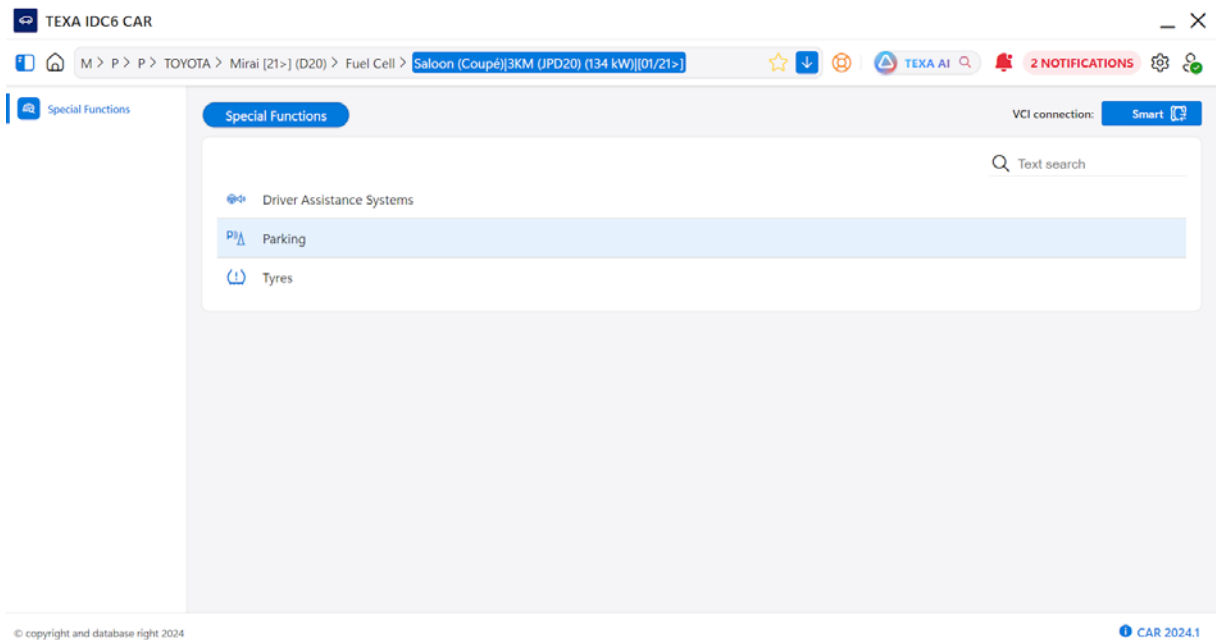 TEXA IDC6 CAR
M > P > P > TOYOTA > Mirai [21>] (D20) > Fuel Cell > Saloon (Coupé)|3KM (JPD20) (134 kW)|[01/21>]
TEXA AI
2 NOTIFICATIONS
Special Functions
Special Functions
VCI connection:
Smart
Text search
Driver Assistance Systems
Parking
Tyres
© copyright and database right 2024
CAR 2024.1